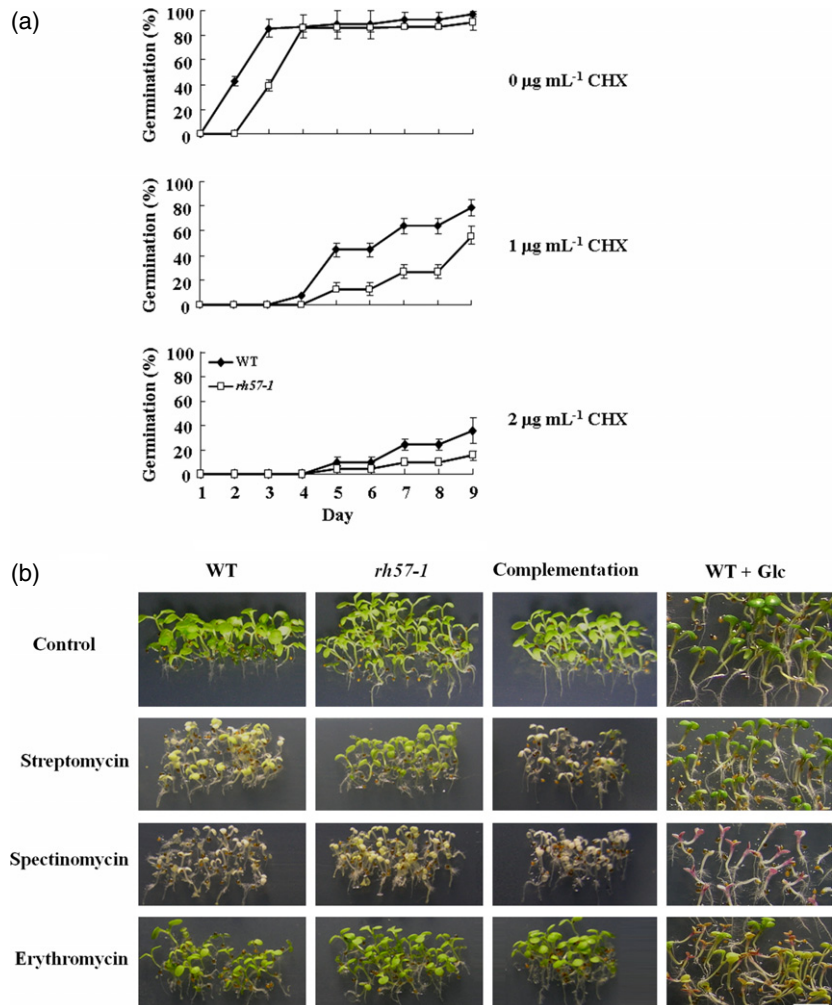 (a)
Germination (%)
100
80
60
40
20
0
0 µg mL-1 CHX
Germination (%)
100
80
60
40
20
0
1 µg mL-1 CHX
Germination (%)
100
80
60
40
20
0
WT
rh57-1
2 µg mL-1 CHX
1 2 3 4 5 6 7 8 9
Day
(b)
WT rh57-1 Complementation WT + Glc
Control
Streptomycin
Spectinomycin
Erythromycin